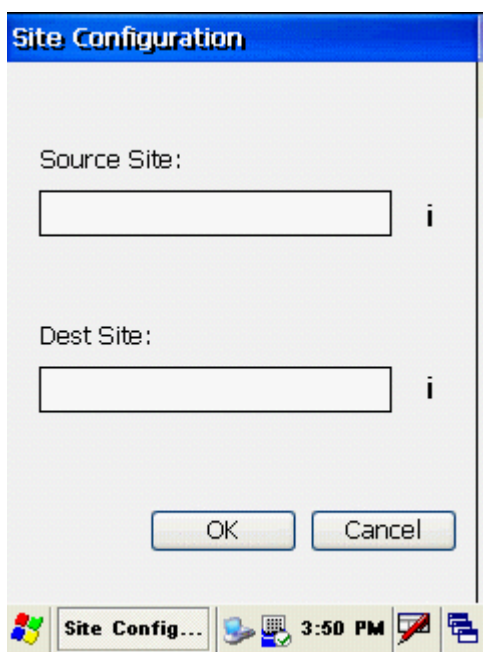 Site Configuration
Source Site:
i
Dest Site:
i
OK Cancel
Site Config... 3:50 PM